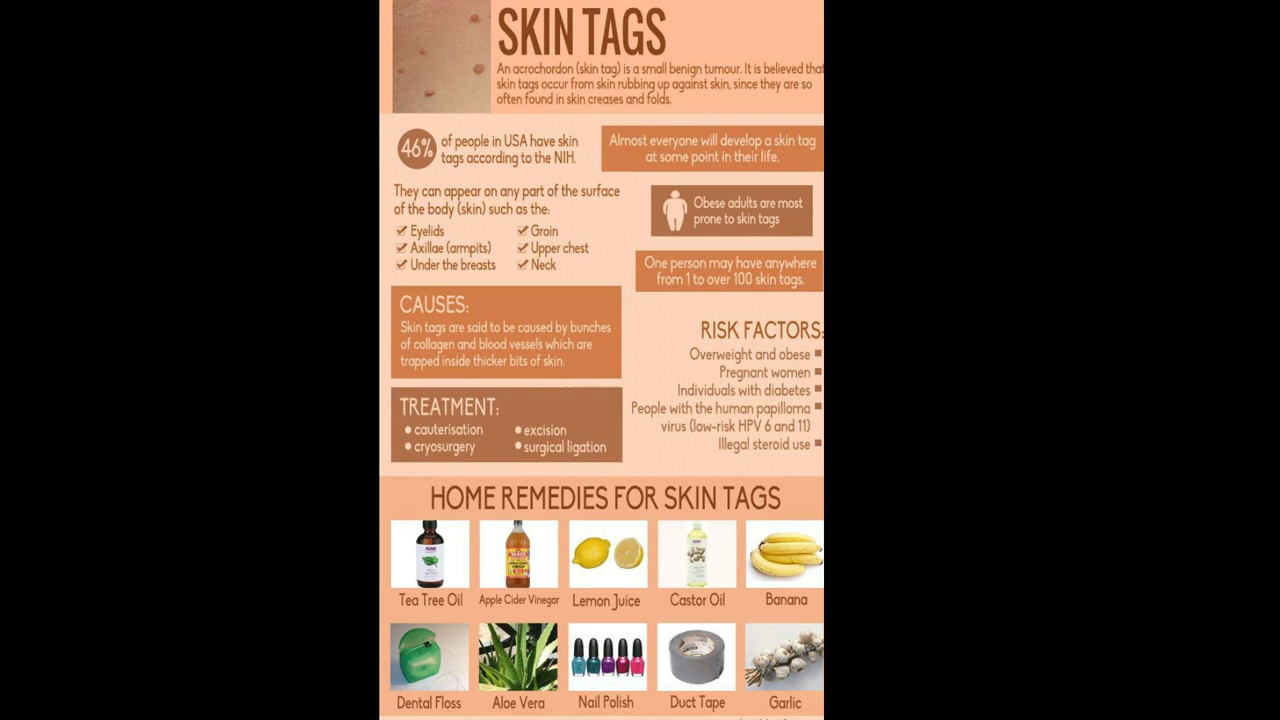 SKIN TAGS
An acrochordon (skin tag) is a small benign tumour. It is believed that
skin tags occur from skin rubbing up against skin, since they are so
often found in skin creases and folds.
46%
of people in USA have skin
tags according to the NIH.
Almost everyone will develop a skin tag
at some point in their life.
They can appear on any part of the surface
of the body (skin) such as the:
Eyelids
Axillae (armpits)
Under the breasts
Groin
Upper chest
Neck
Obese adults are most
prone to skin tags
One person may have anywhere
from 1 to over 100 skin tags.
CAUSES:
Skin tags are said to be caused by bunches
of collagen and blood vessels which are
trapped inside thicker bits of skin.
RISK FACTORS:
Overweight and obese
Pregnant women
Individuals with diabetes
People with the human papilloma
virus (low-risk HPV 6 and 11)
Illegal steroid use
TREATMENT:
cauterisation
cryosurgery
excision
surgical ligation
HOME REMEDIES FOR SKIN TAGS
now
now
Tea Tree Oil
Apple Cider Vinegar
Lemon Juice
Castor Oil
Banana
Dental Floss
Aloe Vera
Nail Polish
Duct Tape
Garlic